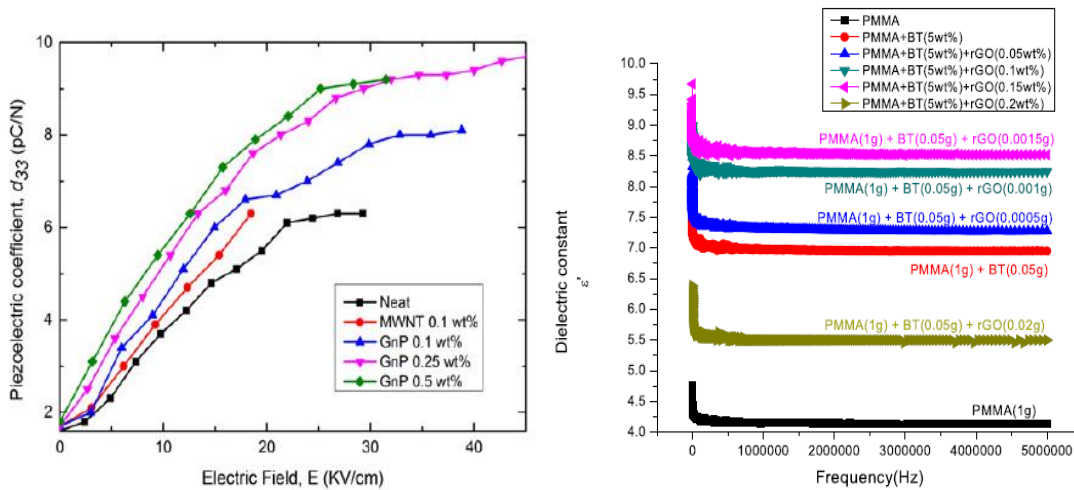 10
8
6
4
2
0
10
20
30
40
Piezoelectric coefficient, d33 (pC/N)
Electric Field, E (KV/cm)
Neat
MWNT 0.1 wt%
GnP 0.1 wt%
GnP 0.25 wt%
GnP 0.5 wt%
PMMA
PMMA+BT(5wt%)
PMMA+BT(5wt%)+rGO(0.05wt%)
PMMA+BT(5wt%)+rGO(0.1wt%)
PMMA+BT(5wt%)+rGO(0.15wt%)
PMMA+BT(5wt%)+rGO(0.2wt%)
10.0
9.5
9.0
8.5
8.0
7.5
7.0
6.5
6.0
5.5
5.0
4.5
4.0
Dielectric constant
ε'
PMMA(1g) + BT(0.05g) + rGO(0.0015g)
PMMA(1g) + BT(0.05g) + rGO(0.001g)
PMMA(1g) + BT(0.05g) + rGO(0.0005g)
PMMA(1g) + BT(0.05g)
PMMA(1g) + BT(0.05g) + rGO(0.02g)
PMMA(1g)
0
1000000
2000000
3000000
4000000
5000000
Frequency(Hz)